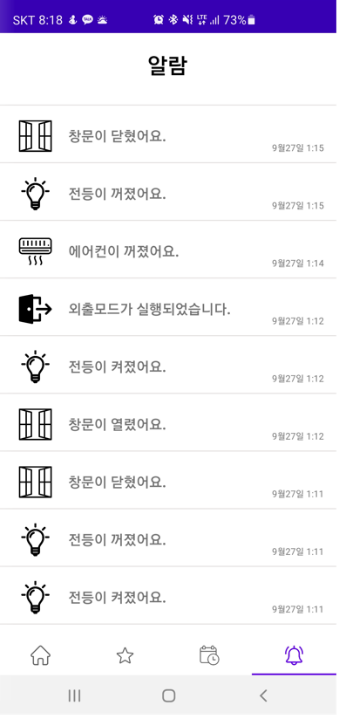 SKT 8:18 LTE 73%
알람
창문이 닫혔어요.
9월27일 1:15
전등이 꺼졌어요.
9월27일 1:15
에어컨이 꺼졌어요.
9월27일 1:14
외출모드가 실행되었습니다.
9월27일 1:12
전등이 켜졌어요.
9월27일 1:12
창문이 열렸어요.
9월27일 1:12
창문이 닫혔어요.
9월27일 1:11
전등이 꺼졌어요.
9월27일 1:11
전등이 켜졌어요.
9월27일 1:11